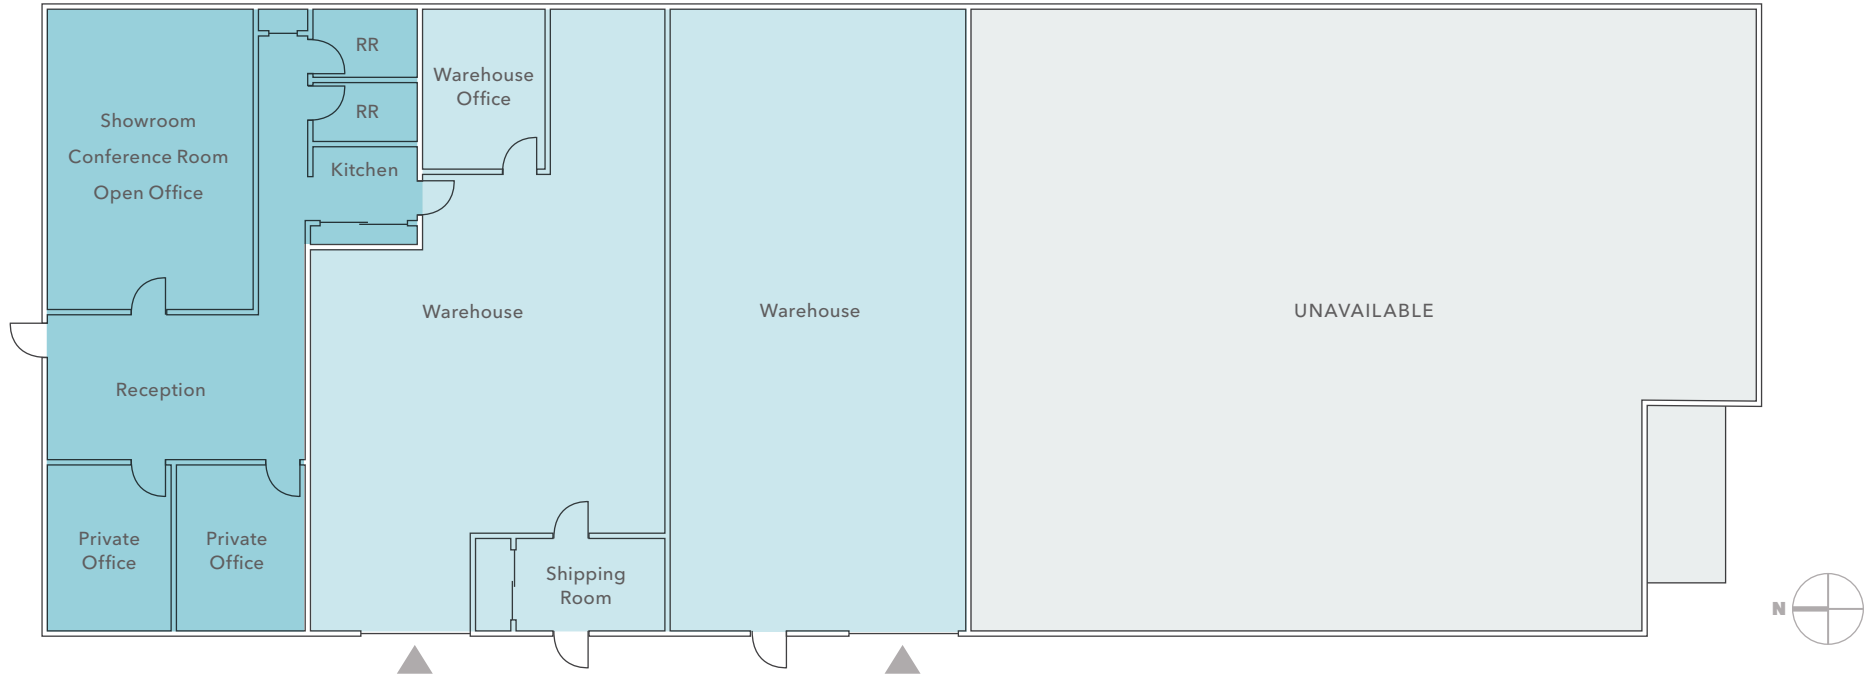 RR
Warehouse
Office
RR
Showroom
Conference Room
Open Office
Kitchen
Warehouse
Warehouse
UNAVAILABLE
Reception
Private
Office
Private
Office
Shipping
Room
N